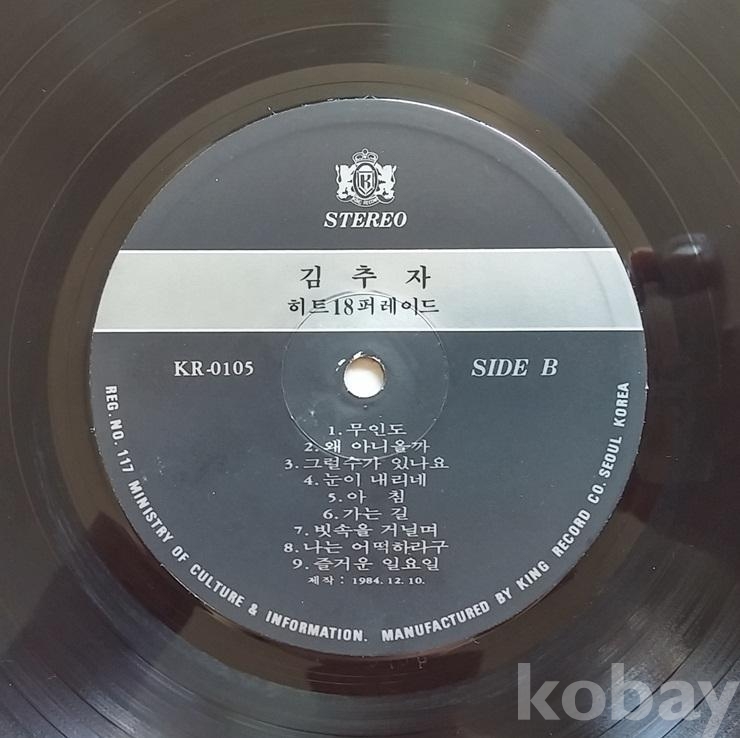 STEREO
김 추 자
히트18퍼레이드
KR-0105
SIDE B
1. 무인도
2. 왜 아니올까
3. 그럴수가 있나요
4. 눈이 내리네
5. 아 침
6. 가는 길
7. 빗속을 거닐며
8. 나는 어떡하라구
9. 즐거운 일요일
제작 : 1984. 12. 10.
REG. NO. 117 MINISTRY OF CULTURE & INFORMATION. MANUFACTURED BY KING RECORD CO. SEOUL KOREA
kobay